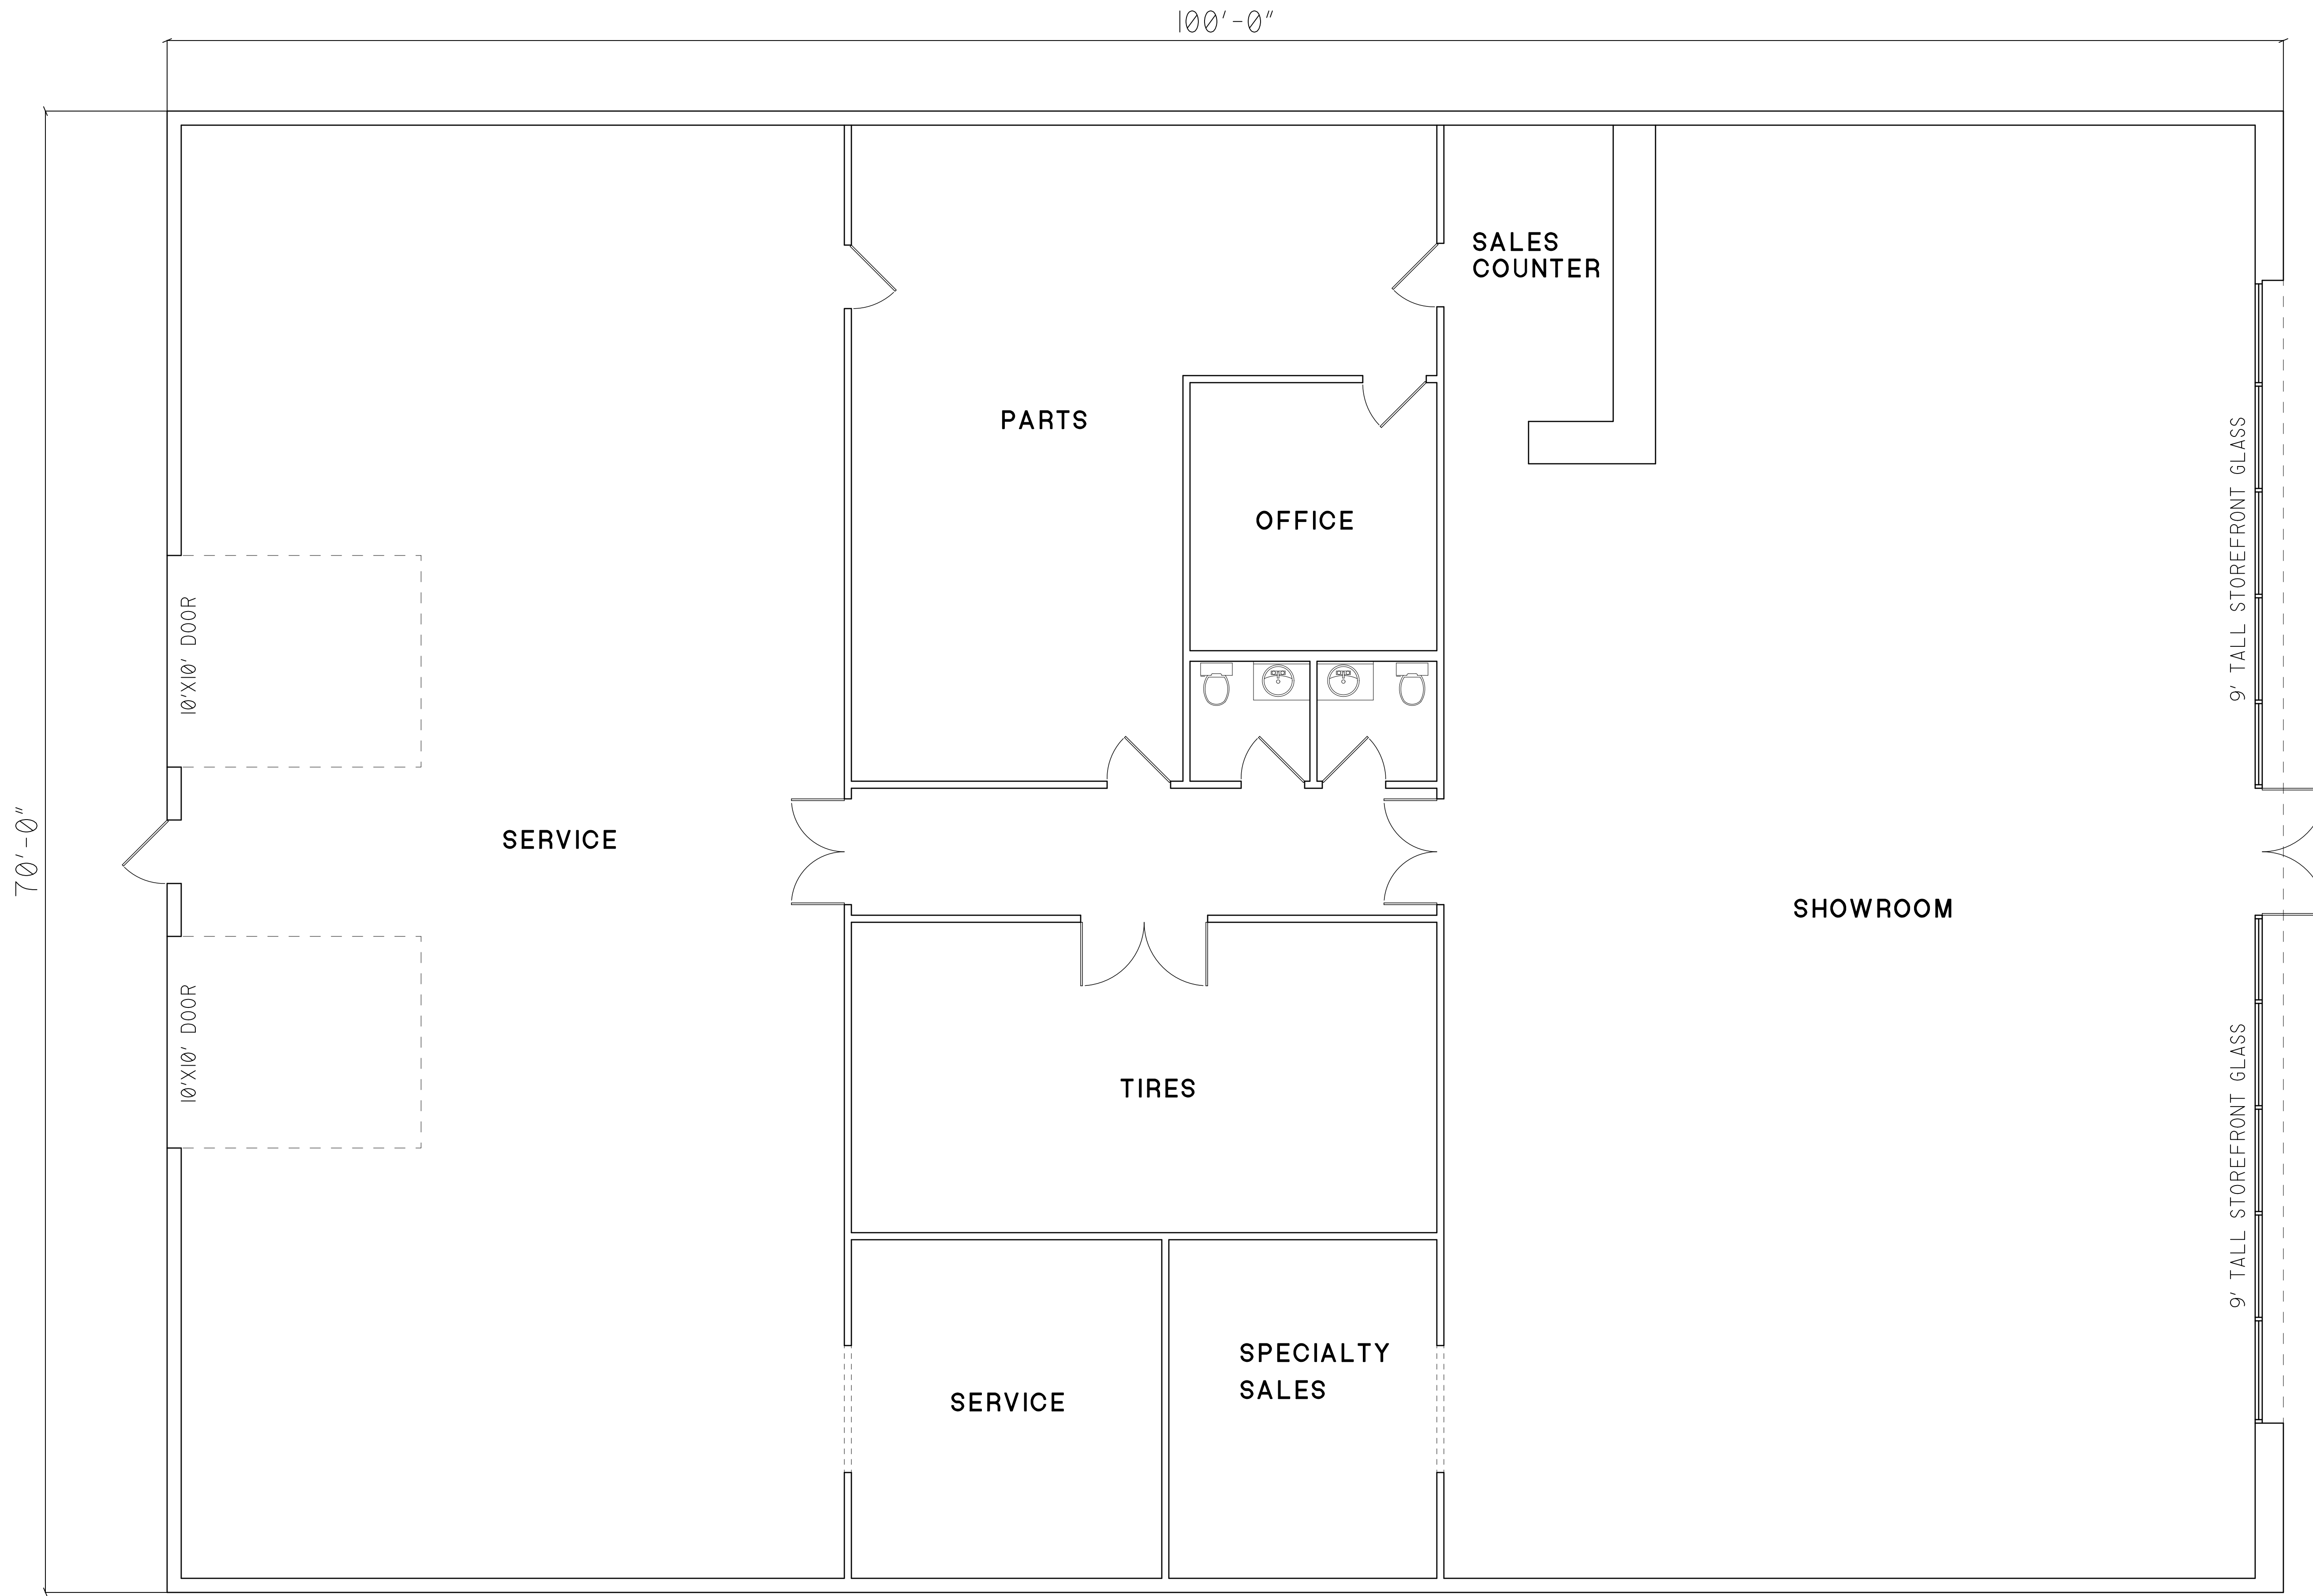 100'-0"
SALES
COUNTER
PARTS
9' TALL STOREFRONT GLASS
OFFICE
10'X10' DOOR
70'-0"
SERVICE
SHOWROOM
10'X10' DOOR
TIRES
9' TALL STOREFRONT GLASS
SPECIALTY
SALES
SERVICE